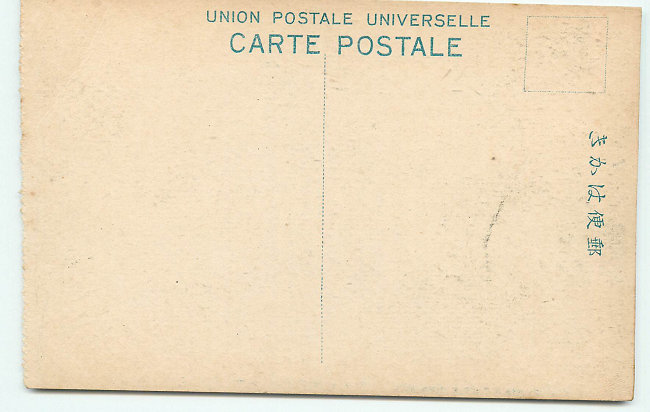 UNION POSTALE UNIVERSELLE
CARTE POSTALE
郵便はかき